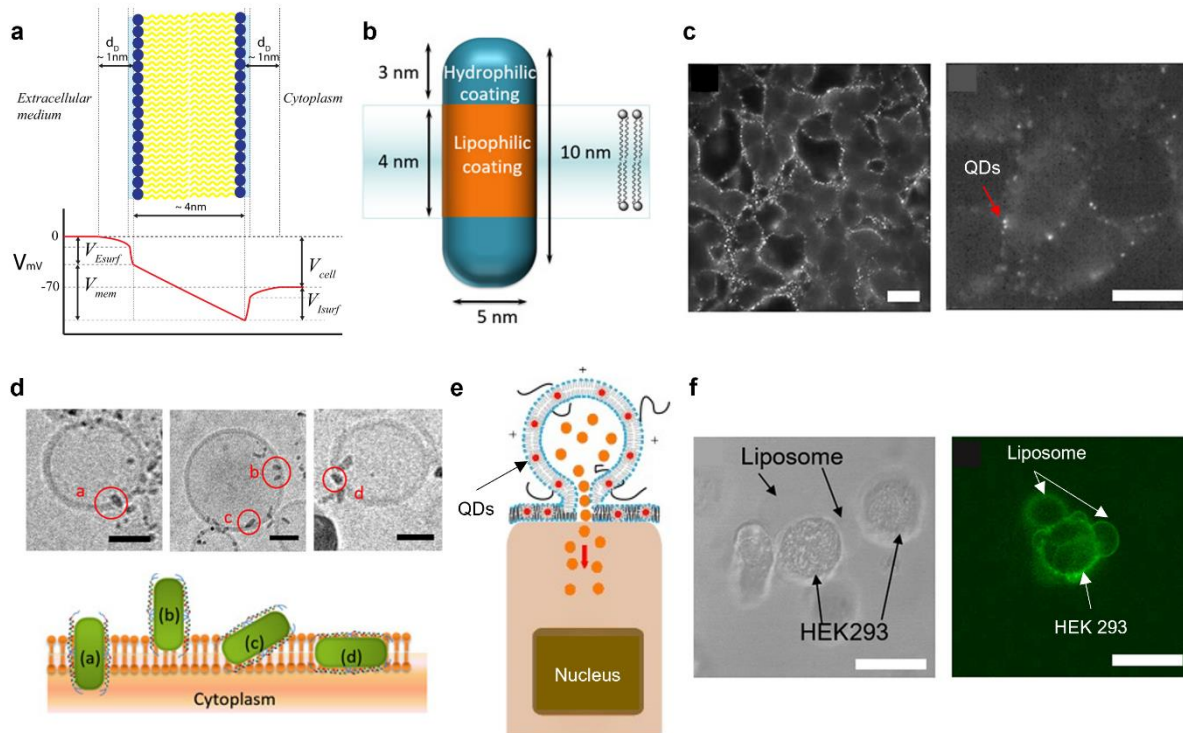 a
d_D
~ 1nm
d_D
~ 1nm
Extracellular
medium
Cytoplasm
~ 4nm
0
V_Esurf
V_mV
V_mem
V_cell
-70
V_Isurf
b
3 nm
Hydrophilic
coating
4 nm
Lipophilic
coating
10 nm
5 nm
c
QDs
d
a
b
c
d
(a)
(b)
(c)
(d)
Cytoplasm
e
+
+
+
QDs
Nucleus
f
Liposome
HEK293
Liposome
HEK 293